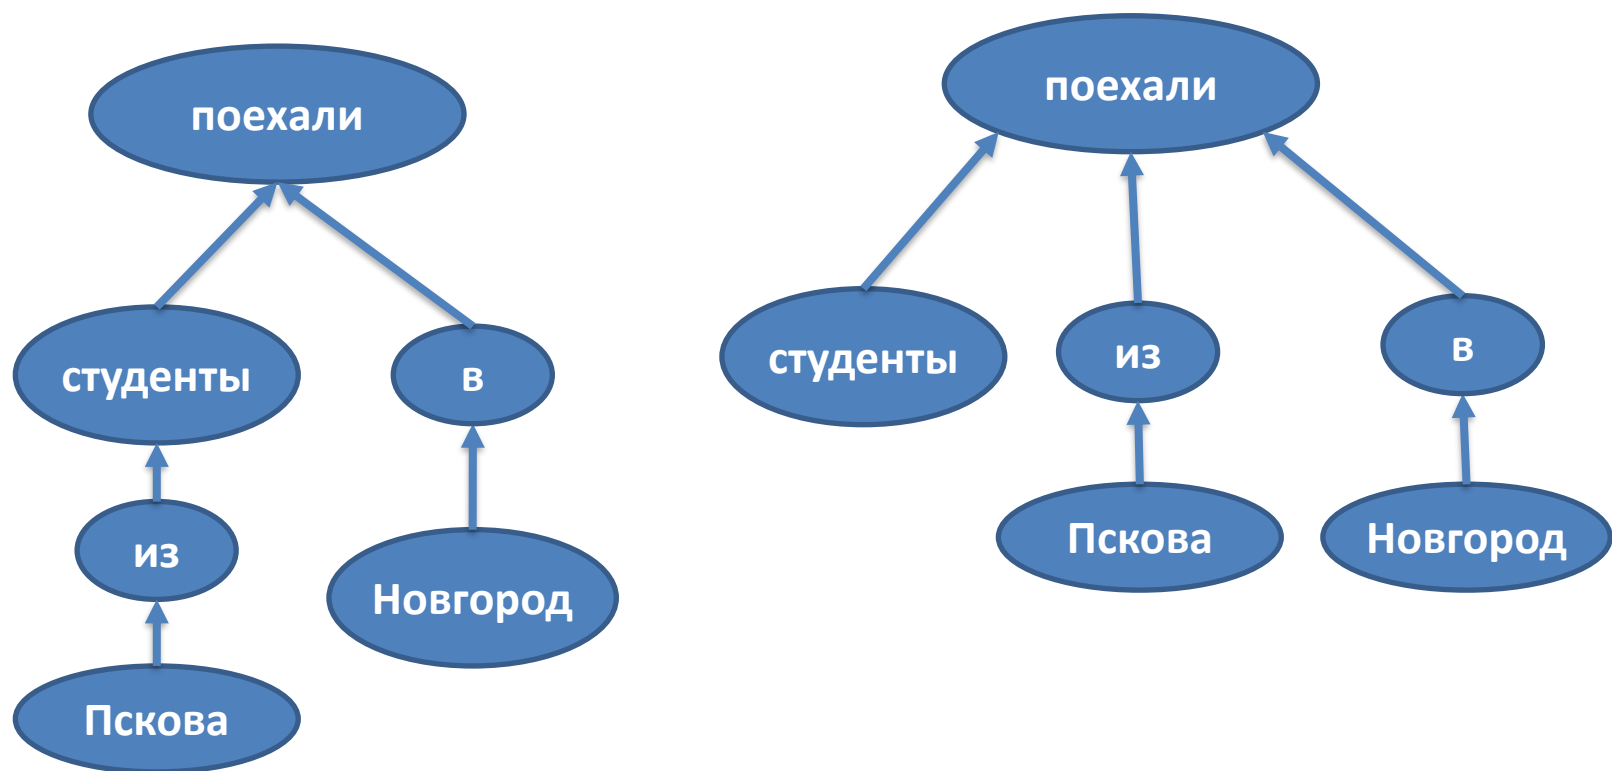 поехали
студенты
в
из
Новгород
Пскова
поехали
студенты
из
в
Пскова
Новгород